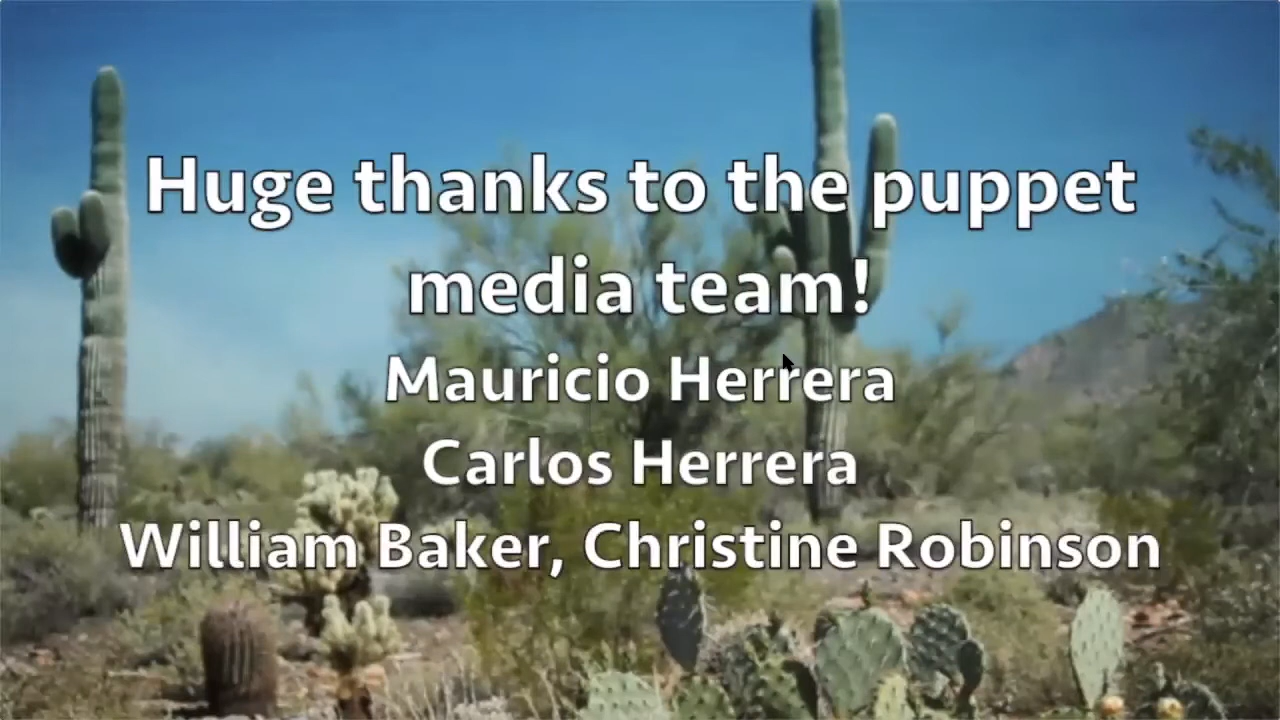 Huge thanks to the puppet
media team!
Mauricio Herrera
Carlos Herrera
William Baker, Christine Robinson